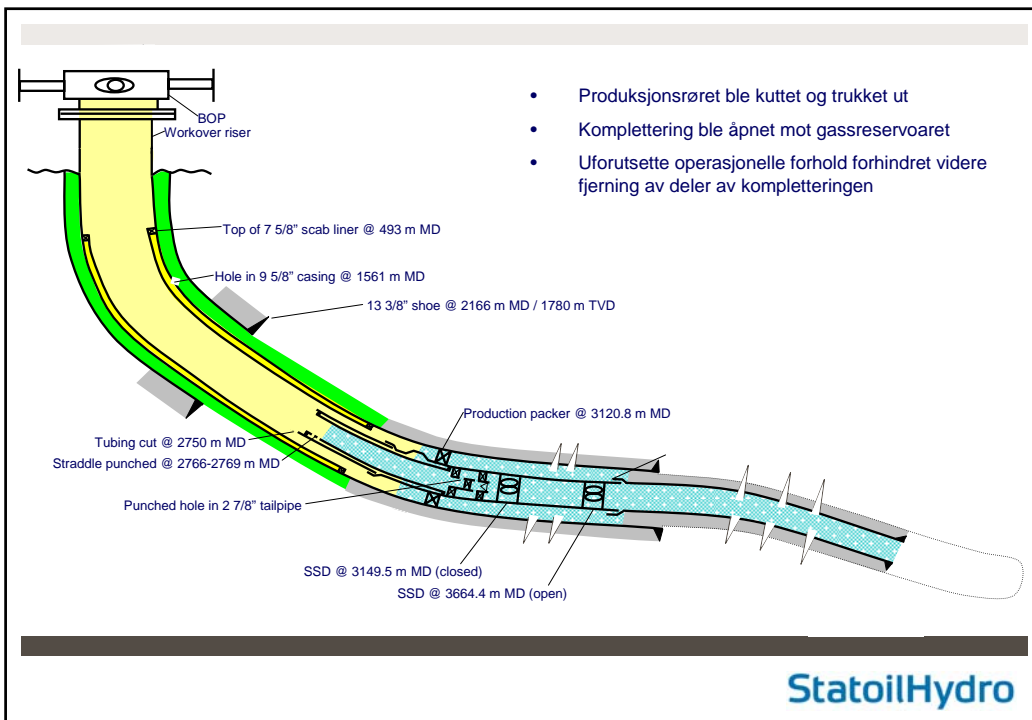 • Produksjonsrøret ble kuttet og trukket ut
• Komplettering ble åpnet mot gassreservoaret
• Uforutsette operasjonelle forhold forhindret videre
fjerning av deler av kompletteringen
BOP
Workover riser
Top of 7 5/8” scab liner @ 493 m MD
Hole in 9 5/8” casing @ 1561 m MD
13 3/8” shoe @ 2166 m MD / 1780 m TVD
Production packer @ 3120.8 m MD
Tubing cut @ 2750 m MD
Straddle punched @ 2766-2769 m MD
Punched hole in 2 7/8” tailpipe
SSD @ 3149.5 m MD (closed)
SSD @ 3664.4 m MD (open)
StatoilHydro